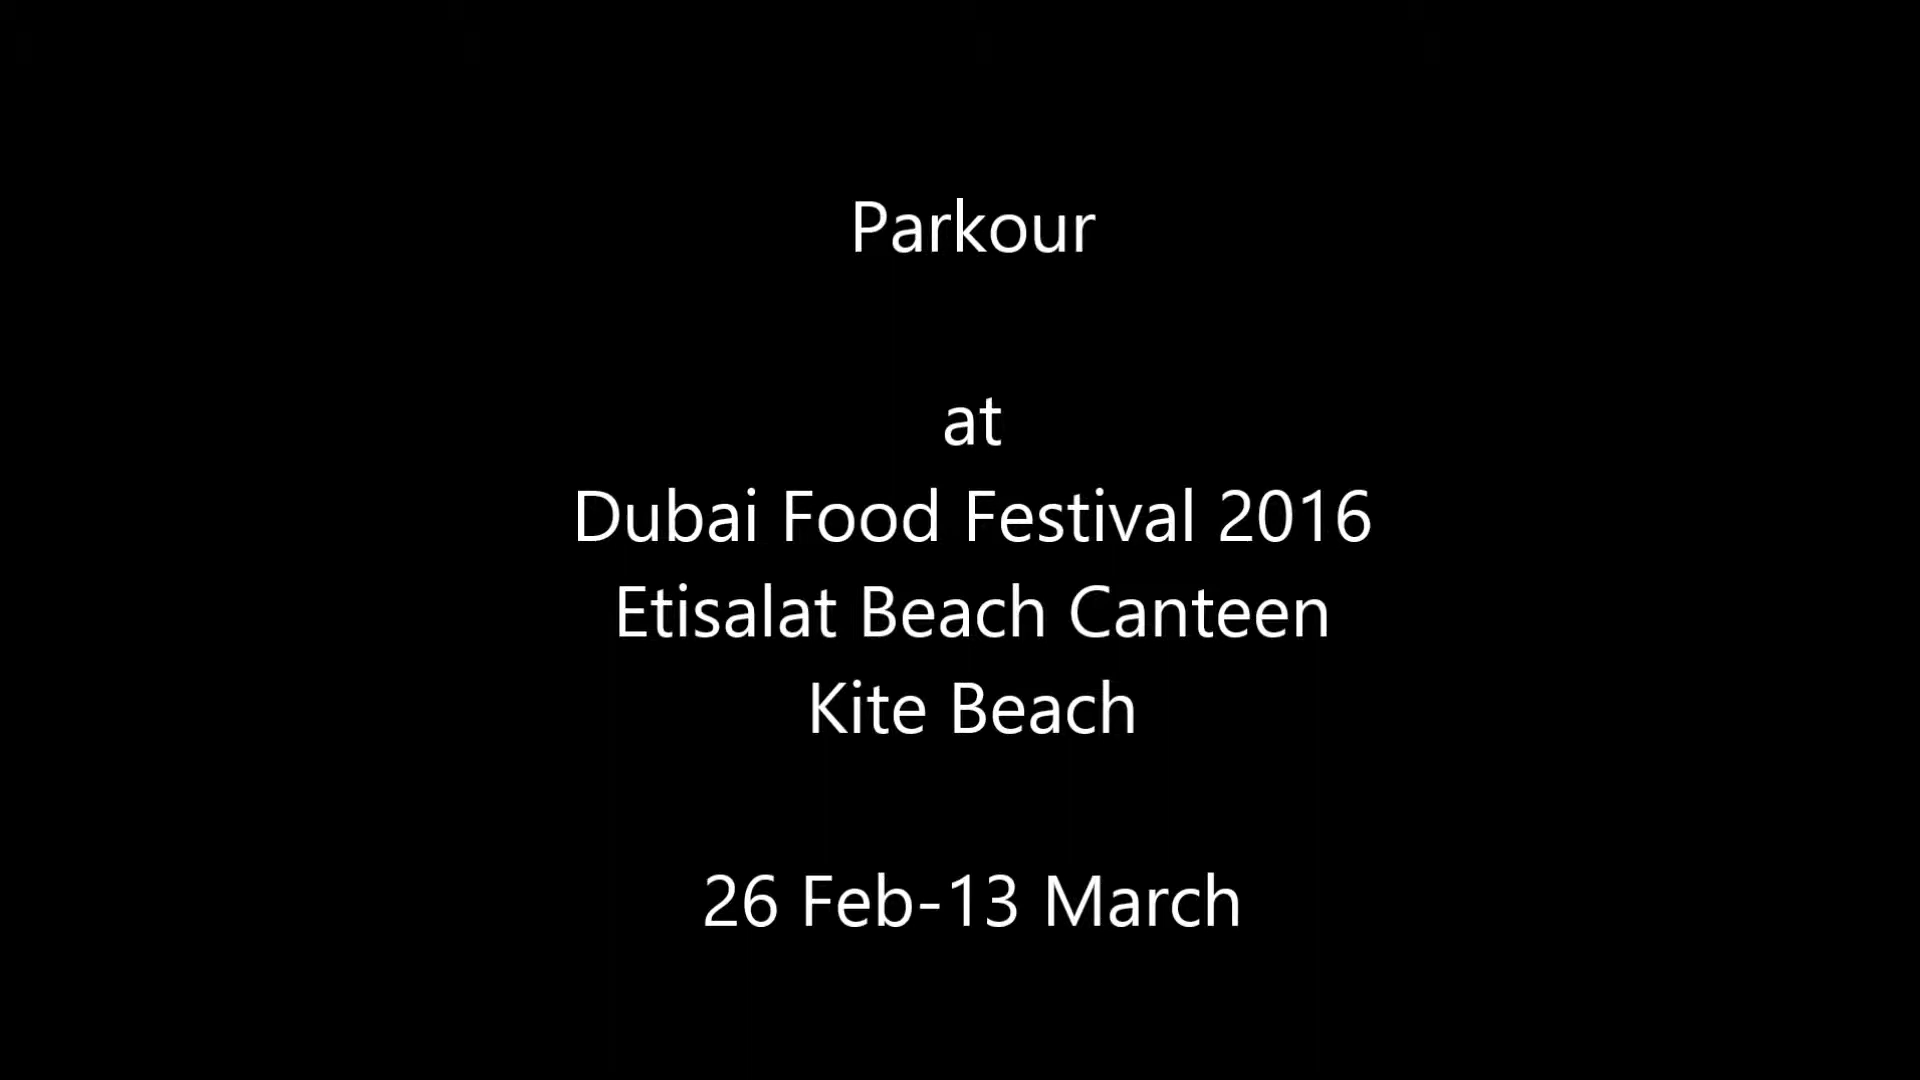 Parkour
at
Dubai Food Festival 2016
Etisalat Beach Canteen
Kite Beach
26 Feb-13 March